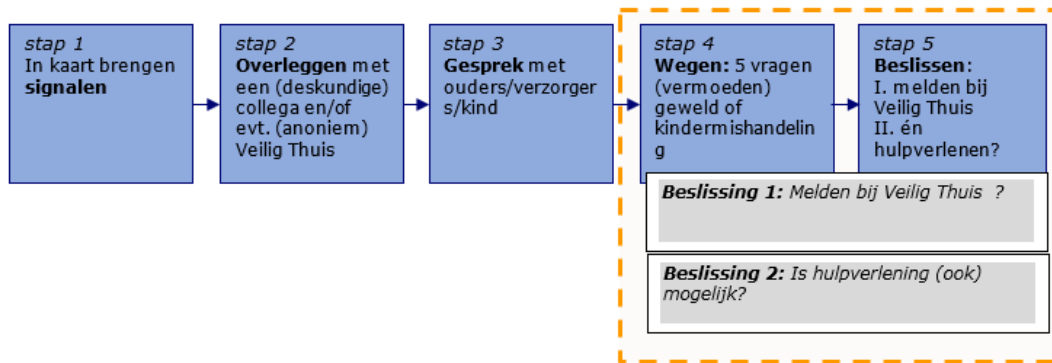 stap 1
In kaart brengen
signalen
stap 2
Overleggen met
een (deskundige)
collega en/of
evt. (anoniem)
Veilig Thuis
stap 3
Gesprek met
ouders/verzorger
s/kind
stap 4
Wegen: 5 vragen
(vermoeden)
geweld of
kindermishandelin
g
stap 5
Beslissen:
I. melden bij
Veilig Thuis
II. én
hulpverlenen?
Beslissing 1: Melden bij Veilig Thuis  ?
Beslissing 2: Is hulpverlening (ook)
mogelijk?